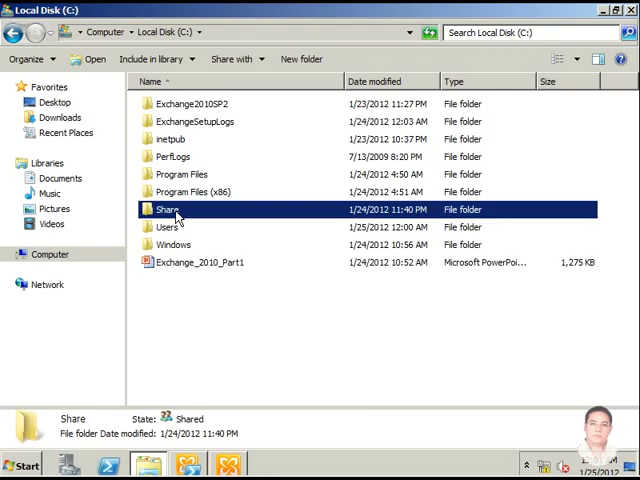 Local Disk (C:)
Computer Local Disk (C:)
Search Local Disk (C:)
Organize Open Include in library Share with New folder
Name Date modified Type Size
Favorites
Desktop
Downloads
Recent Places
Libraries
Documents
Music
Pictures
Videos
Computer
Network
Exchange2010SP2 1/23/2012 11:27 PM File folder
ExchangeSetupLogs 1/24/2012 12:03 AM File folder
inetpub 1/23/2012 10:37 PM File folder
PerfLogs 7/13/2009 8:20 PM File folder
Program Files 1/24/2012 4:50 AM File folder
Program Files (x86) 1/24/2012 4:51 AM File folder
Share 1/24/2012 11:40 PM File folder
Users 1/25/2012 12:00 AM File folder
Windows 1/24/2012 10:56 AM File folder
Exchange_2010_Part1 1/24/2012 10:52 AM Microsoft PowerPoi... 1,275 KB
Share State: Shared
File folder Date modified: 1/24/2012 11:40 PM
Start
1/25/2012